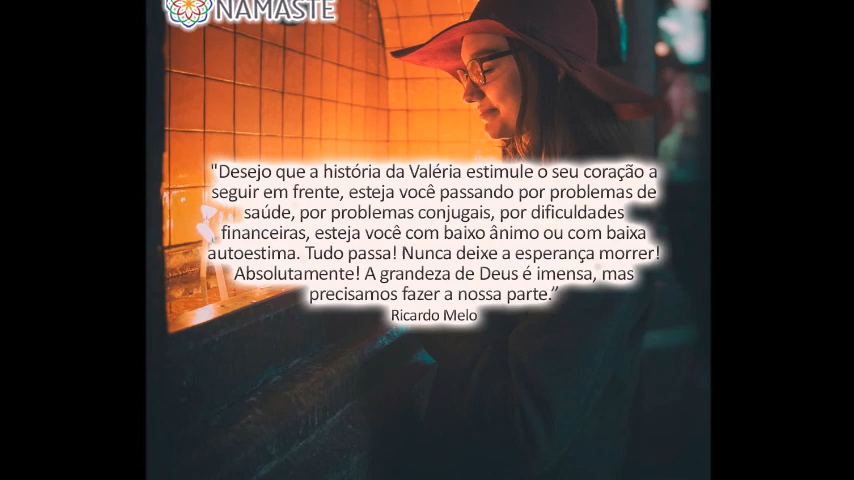 NAMASTE
"Desejo que a história da Valéria estimule o seu coração a
seguir em frente, esteja você passando por problemas de
saúde, por problemas conjugais, por dificuldades
financeiras, esteja você com baixo ânimo ou com baixa
autoestima. Tudo passa! Nunca deixe a esperança morrer!
Absolutamente! A grandeza de Deus é imensa, mas
precisamos fazer a nossa parte.”
Ricardo Melo